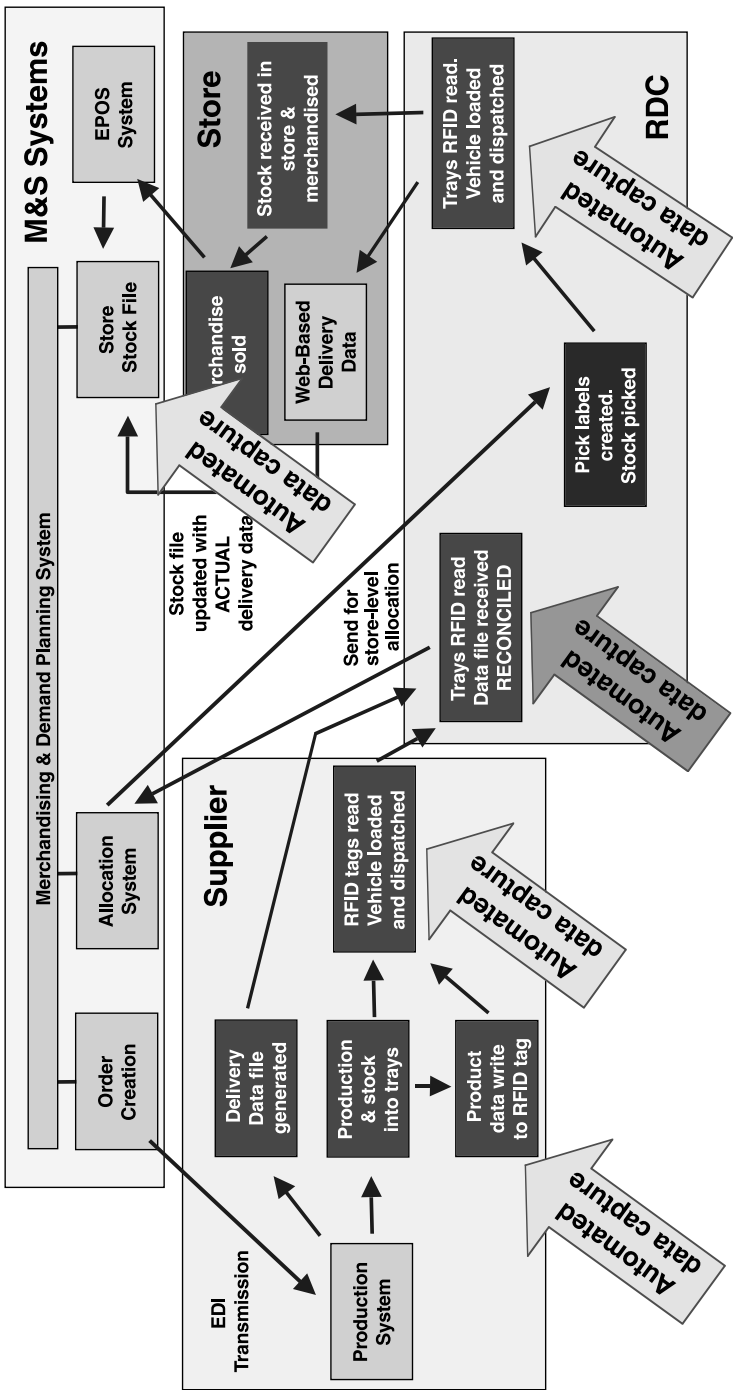 M&S Systems
Merchandising & Demand Planning System
Order
Creation
Allocation
System
Store
Stock File
EPOS
System
EDI
Transmission
Supplier
Production
System
Delivery
Data file
generated
Production
& stock
into trays
Product
data write
to RFID tag
RFID tags read
Vehicle loaded
and dispatched
Automated
data capture
Automated
data capture
Stock file
updated with
ACTUAL
delivery data
Send for
store-level
allocation
Store
rchandise
sold
Web-Based
Delivery
Data
Stock received in
store &
merchandised
Automated
data capture
RDC
Trays RFID read
Data file received
RECONCILED
Pick labels
created.
Stock picked
Trays RFID read.
Vehicle loaded
and dispatched
Automated
data capture
Automated
data capture